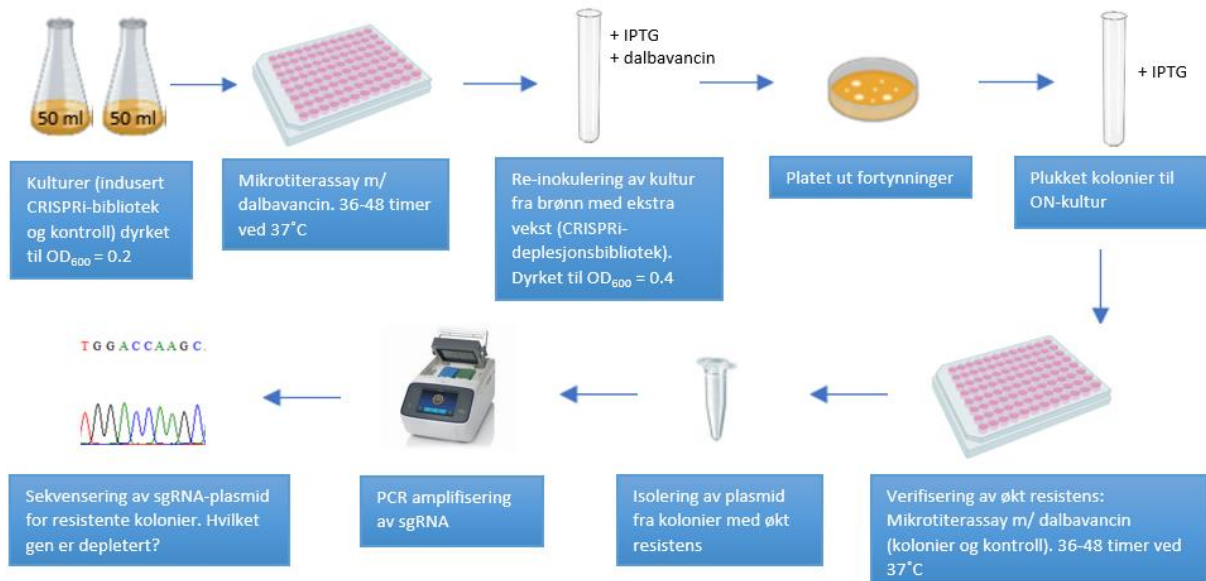 50 ml
50 ml
Kulturer (indusert
CRISPRi-bibliotek
og kontroll) dyrket
til OD600 = 0.2
Mikrotiterassay m/
dalbavancin. 36-48 timer
ved 37˚C
+ IPTG
+ dalbavancin
Re-inokulering av kultur
fra brønn med ekstra
vekst (CRISPRi-
deplesjonsbibliotek).
Dyrket til OD600 = 0.4
Platet ut fortynninger
+ IPTG
Plukket kolonier til
ON-kultur
Verifisering av økt resistens:
Mikrotiterassay m/ dalbavancin
(kolonier og kontroll). 36-48 timer ved
37˚C
Isolering av plasmid
fra kolonier med økt
resistens
PCR amplifisering
av sgRNA
TGGACCAAGC.
Sekvensering av sgRNA-plasmid
for resistente kolonier. Hvilket
gen er depletert?